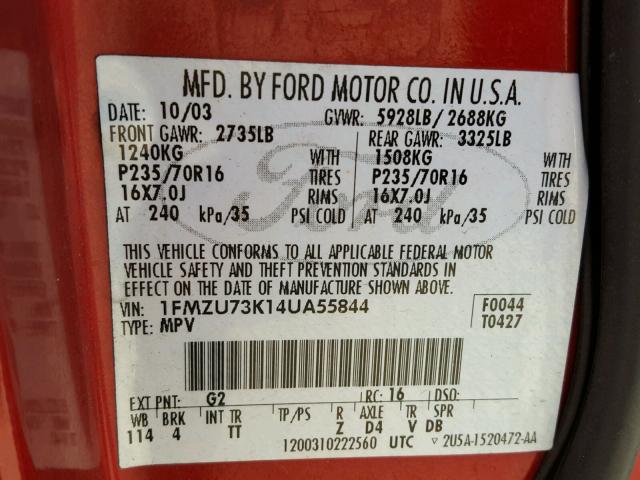 MFD. BY FORD MOTOR CO. IN U.S.A.
DATE: 10/03 GVWR: 5928LB/ 2688KG
FRONT GAWR: 2735LB REAR GAWR: 3325LB
1240KG WITH 1508KG WITH
P235/70R16 TIRES P235/70R16 TIRES
16X7.0J RIMS 16X7.0J RIMS
AT 240 kPa/35 PSI COLD AT 240 kPa/35 PSI COLD
Ford
THIS VEHICLE CONFORMS TO ALL APPLICABLE FEDERAL MOTOR
VEHICLE SAFETY AND THEFT PREVENTION STANDARDS IN
EFFECT ON THE DATE OF MANUFACTURE SHOWN ABOVE.
VIN: 1FMZU73K14UA55844 F0044
TYPE: MPV T0427
EXT PNT: G2 RC: 16 DSO:
WB BRK INT TR TP/PS R AXLE TR SPR
114 4 TT Z D4 V DB
1200310222560 UTC 2U5A-1520472-AA